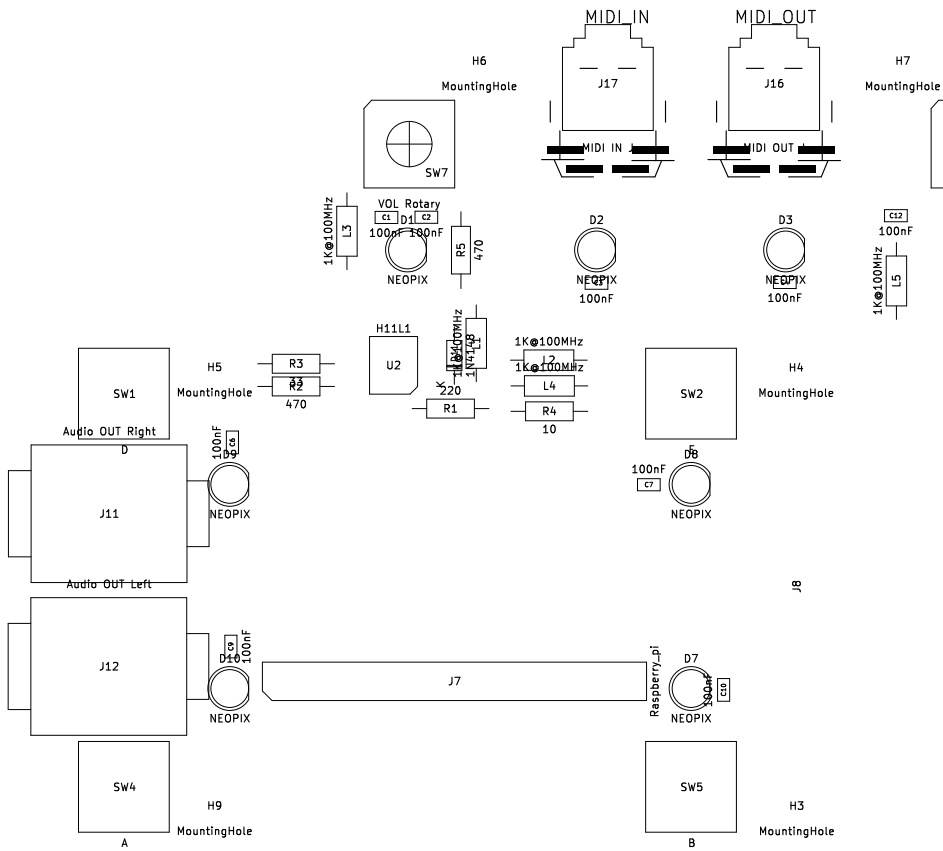 MIDI_IN
MIDI_OUT
H6
MountingHole
H7
MountingHole
J17
J16
MIDI IN J
MIDI OUT
SW7
VOL Rotary
C1
C2
100nF
100nF
D1
NEOPIX
1K@100MHz
L3
R5
470
D2
NEOPIX
100nF
D3
NEOPIX
100nF
C12
100nF
1K@100MHz
L5
H11L1
U2
1K@100MHz
L1
1N4148
K
220
R1
1K@100MHz
L2
1K@100MHz
L4
R4
10
R3
33
R2
470
SW1
D
H5
MountingHole
SW2
E
H4
MountingHole
Audio OUT Right
J11
100nF
C6
D9
NEOPIX
100nF
C7
D8
NEOPIX
Audio OUT Left
J12
C9
100nF
D10
NEOPIX
J7
Raspberry_pi
D7
100nF
C10
NEOPIX
J8
SW4
A
H9
MountingHole
SW5
B
H3
MountingHole